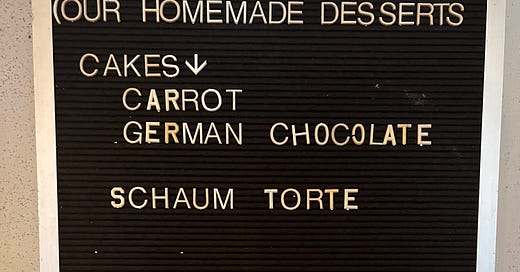 (OUR HOMEMADE DESSERTS
CAKES↓
CARROT
GERMAN CHOCOLATE
SCHAUM TORTE